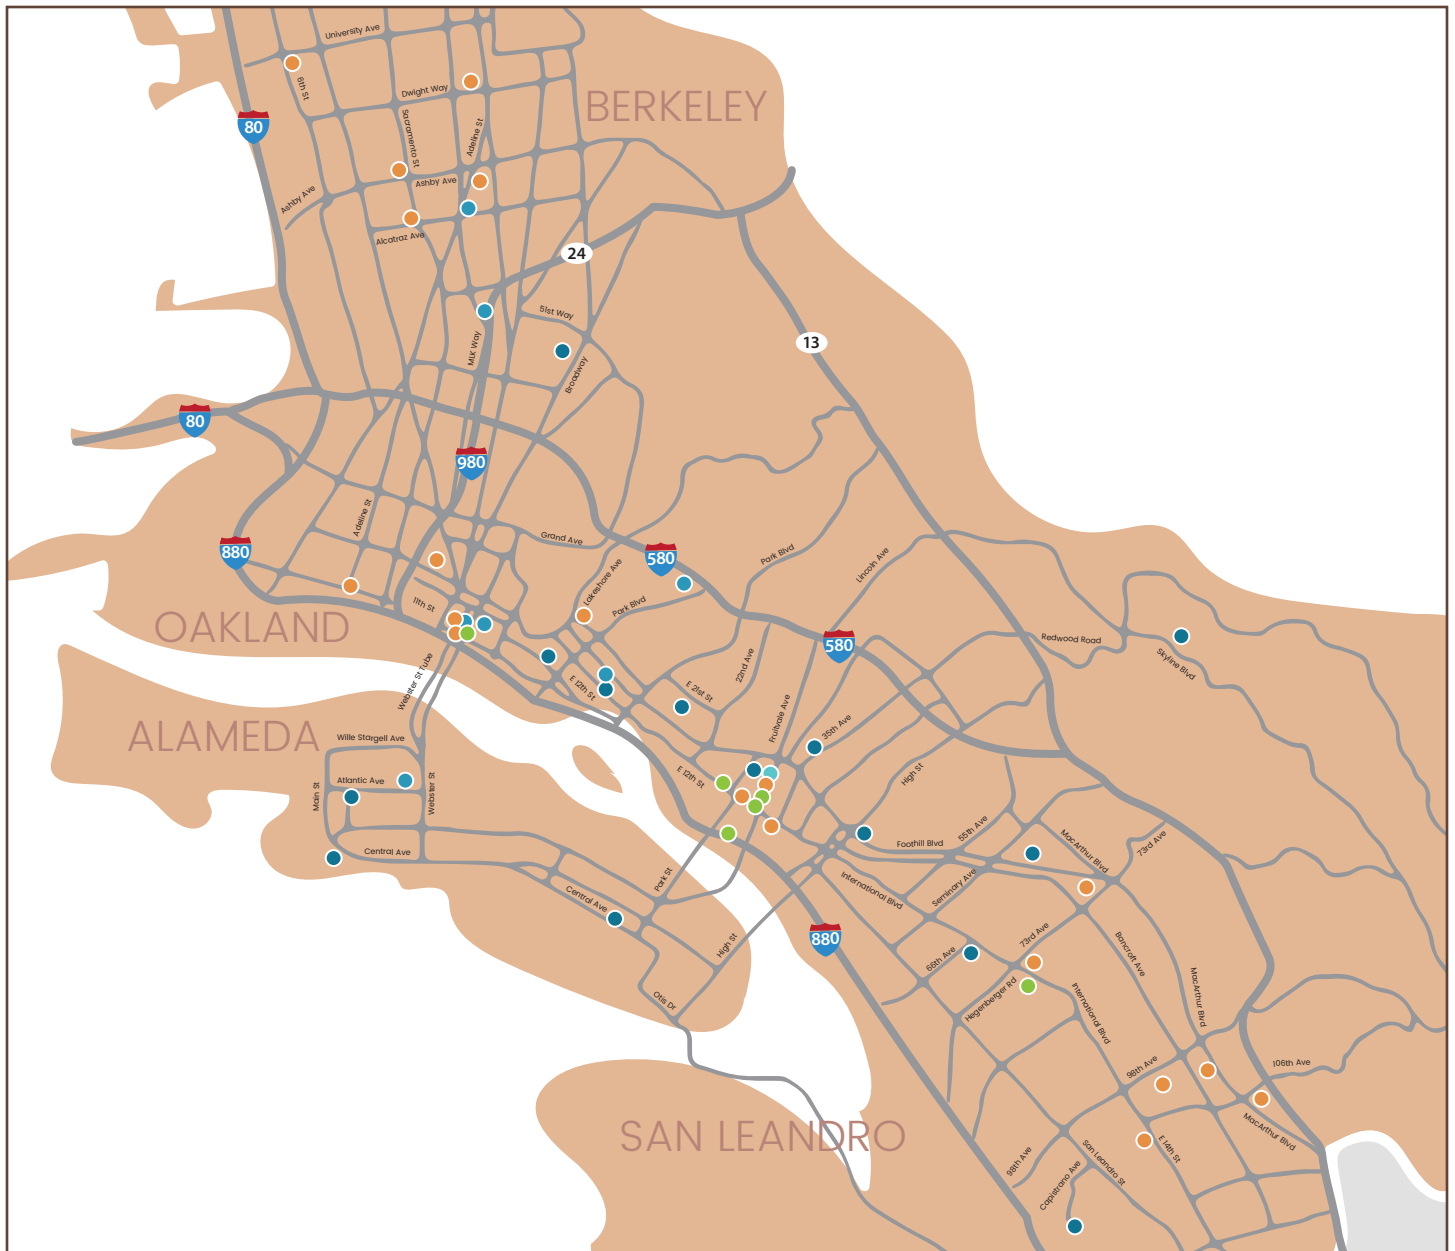 University Ave
6th St
Dwight Way
BERKELEY
80
Sacramento St
Adeline St
Ashby Ave
Ashby Ave
Alcatraz Ave
24
51st Way
MLK Way
Broadway
13
80
980
Adeline St
Grand Ave
880
580
Park Blvd
Lincoln Ave
Lakeshore Ave
11th St
Park Blvd
OAKLAND
580
Redwood Road
Skyline Blvd
Webster St Tube
22nd Ave
E 21st St
E 12th St
Fruitvale Ave
35th Ave
ALAMEDA
Wille Stargell Ave
Atlantic Ave
Main St
Webster St
E 12th St
High St
Central Ave
Foothill Blvd
55th Ave
MacArthur Blvd
73rd Ave
Park St
Central Ave
International Blvd
Seminary Ave
High St
880
66th Ave
73rd Ave
Bancroft Ave
MacArthur Blvd
Otis Dr
Hegenberger Rd
International Blvd
98th Ave
106th Ave
SAN LEANDRO
MacArthur Blvd
E 14th St
98th Ave
San Leandro St
Capistrano Ave